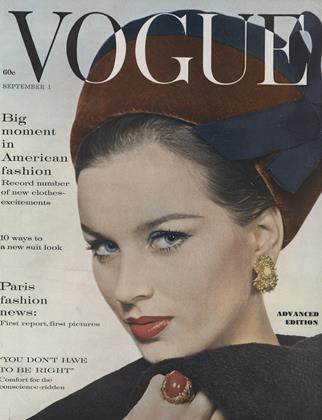 VOGUE
60c
SEPTEMBER 1
Big
moment
in
American
fashion
Record number
of new clothes-
excitements
10 ways to
a new suit look
Paris
fashion
news:
First report, first pictures
ADVANCED
EDITION
"YOU DON'T HAVE
TO BE RIGHT"
Comfort for the
conscience-ridden